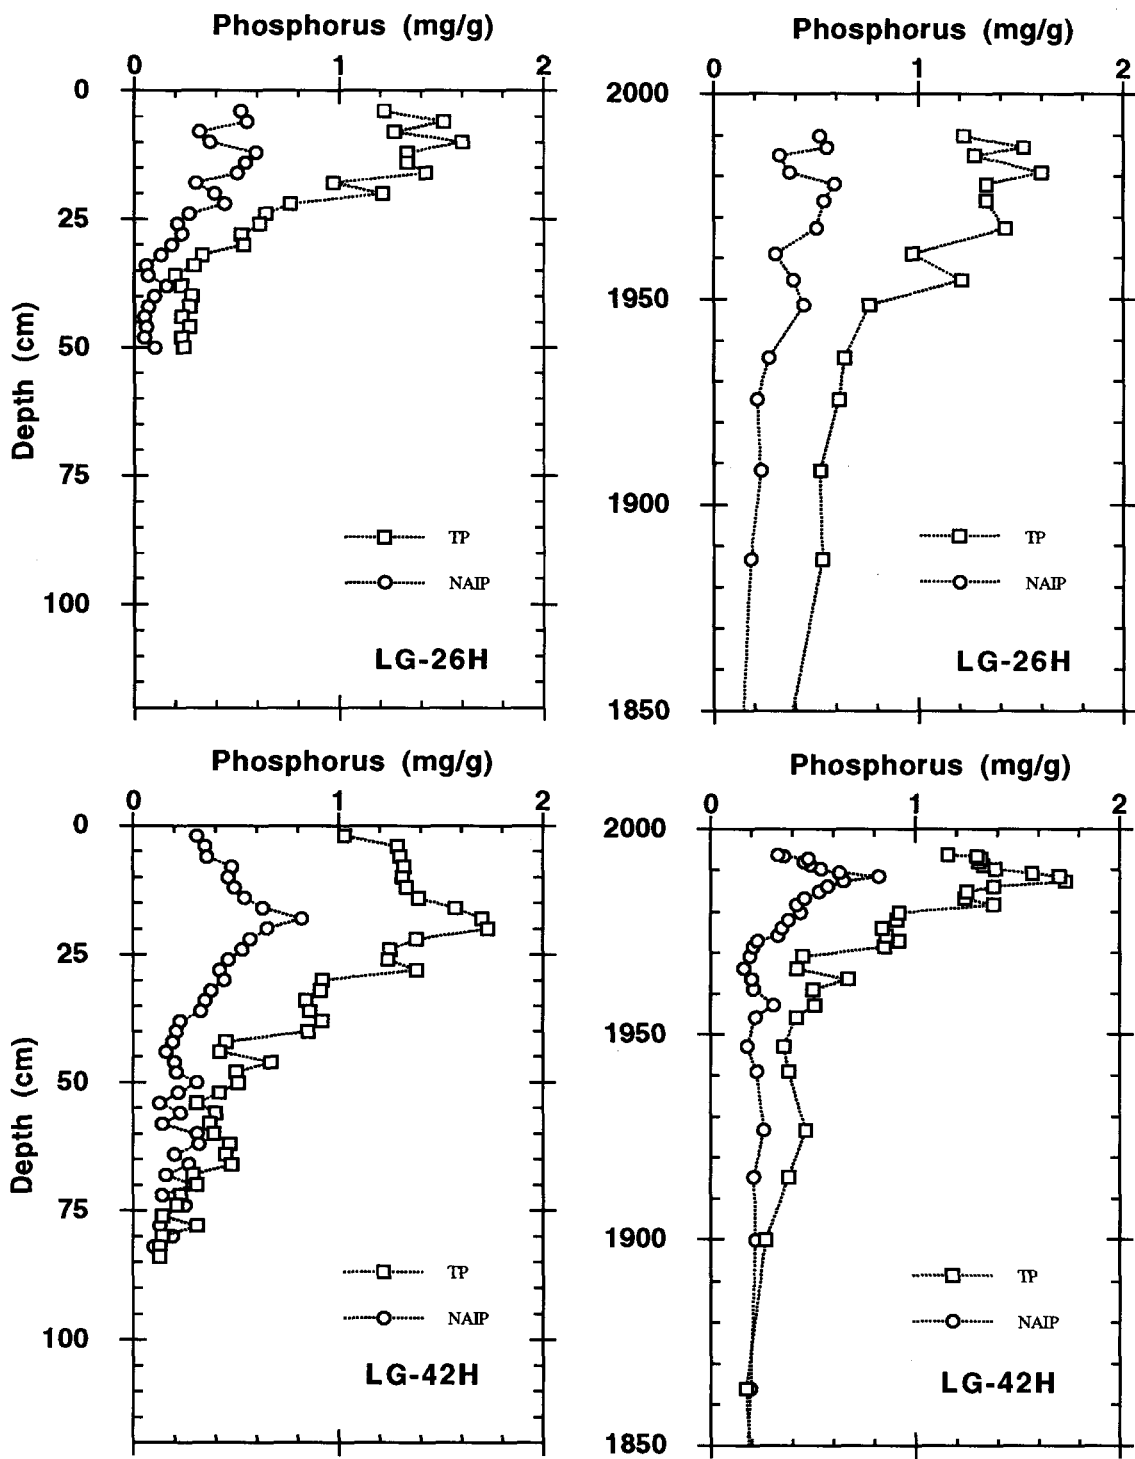 Phosphorus (mg/g)
0 1 2
0
25
50
75
100
Depth (cm)
TP
NAIP
LG-26H
Phosphorus (mg/g)
0 1 2
2000
1950
1900
1850
TP
NAIP
LG-26H
Phosphorus (mg/g)
0 1 2
0
25
50
75
100
Depth (cm)
TP
NAIP
LG-42H
Phosphorus (mg/g)
0 1 2
2000
1950
1900
1850
TP
NAIP
LG-42H